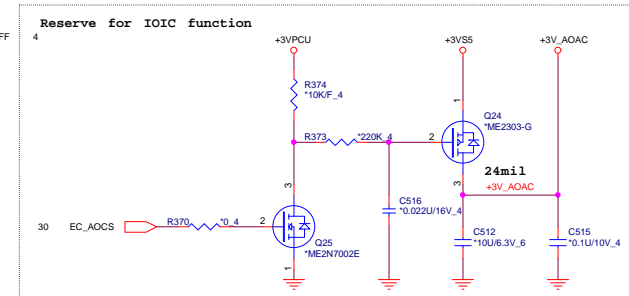 Reserve for IOIC function
FF
4
+3VPCU
+3VS5
+3V_AOAC
R374
*10K/F_4
1
Q24
*ME2303-G
R373
*220K_4
2
3
24mil
3
+3V_AOAC
C516
*0.022U/16V_4
30
EC_AOCS
R370
*0_4
2
C512
*10U/6.3V_6
C515
*0.1U/10V_4
Q25
*ME2N7002E
1